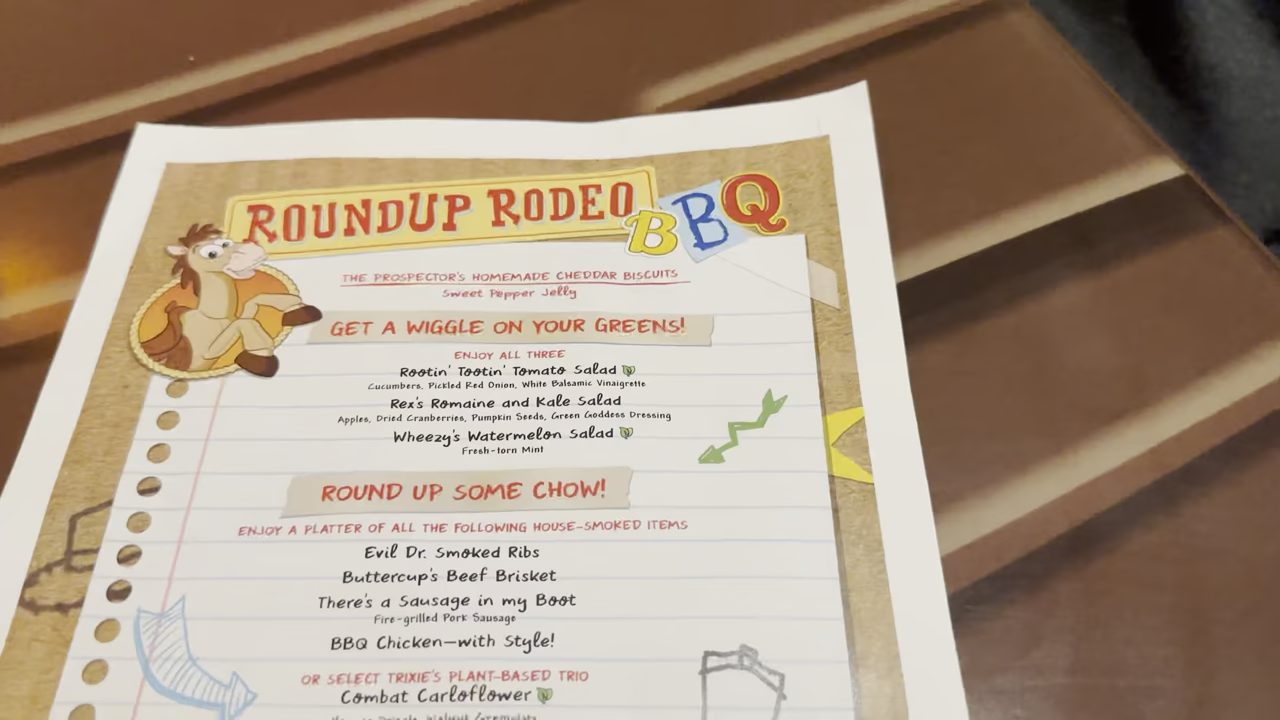 ROUNDUP RODEO BBQ
THE PROSPECTOR'S HOMEMADE CHEDDAR BISCUITS
Sweet Pepper Jelly
GET A WIGGLE ON YOUR GREENS!
ENJOY ALL THREE
Rootin' Tootin' Tomato Salad
Cucumbers, Pickled Red Onion, White Balsamic Vinaigrette
Rex's Romaine and Kale Salad
Apples, Dried Cranberries, Pumpkin Seeds, Green Goddess Dressing
Wheezy's Watermelon Salad
Fresh-torn Mint
ROUND UP SOME CHOW!
ENJOY A PLATTER OF ALL THE FOLLOWING HOUSE-SMOKED ITEMS
Evil Dr. Smoked Ribs
Buttercup's Beef Brisket
There's a Sausage in my Boot
Fire-grilled Pork Sausage
BBQ Chicken—with Style!
OR SELECT TRIXIE'S PLANT-BASED TRIO
Combat Carloflower